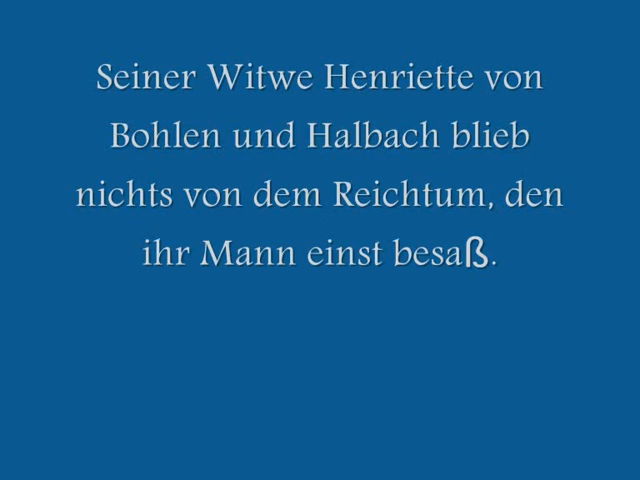 Seiner Witwe Henriette von
Bohlen und Halbach blieb
nichts von dem Reichtum, den
ihr Mann einst besaß.